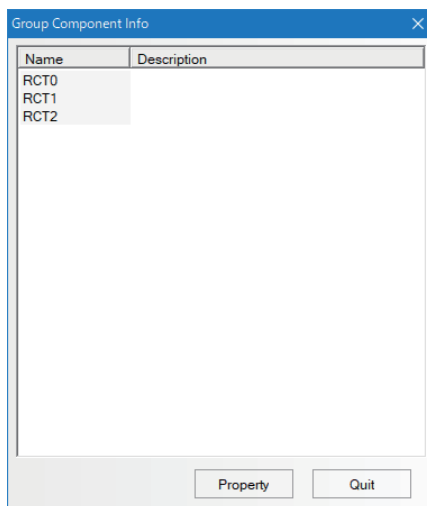 Group Component Info
Name Description
RCT0
RCT1
RCT2
Property Quit